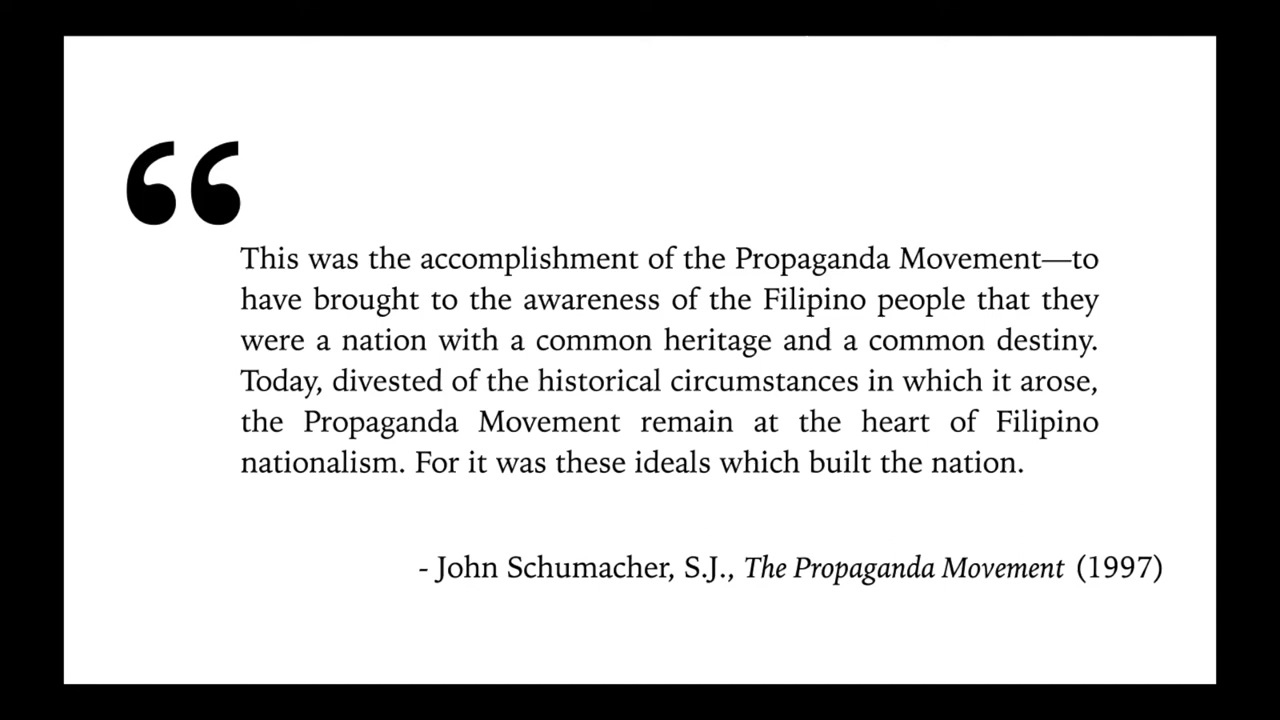 “
This was the accomplishment of the Propaganda Movement—to
have brought to the awareness of the Filipino people that they
were a nation with a common heritage and a common destiny.
Today, divested of the historical circumstances in which it arose,
the Propaganda Movement remain at the heart of Filipino
nationalism. For it was these ideals which built the nation.
- John Schumacher, S.J., The Propaganda Movement (1997)